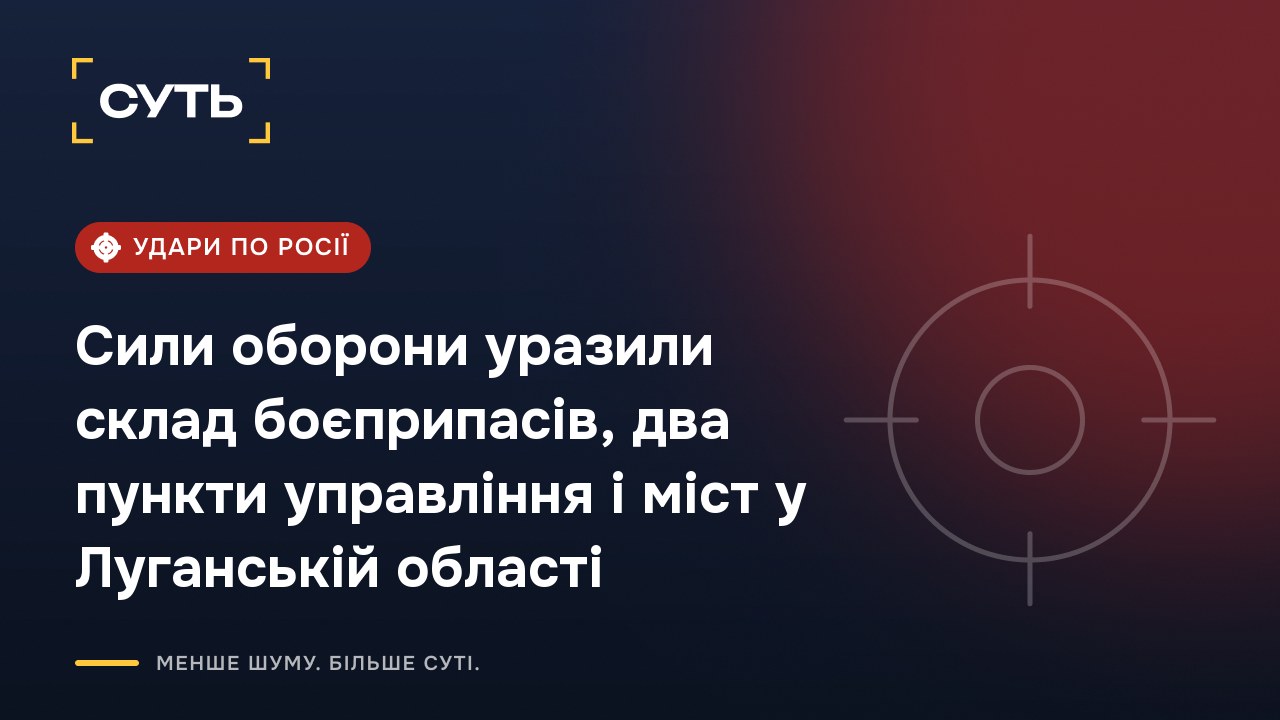 СУТЬ
УДАРИ ПО РОСІЇ
Сили оборони уразили
склад боєприпасів, два
пункти управління і міст у
Луганській області
МЕНШЕ ШУМУ. БІЛЬШЕ СУТІ.